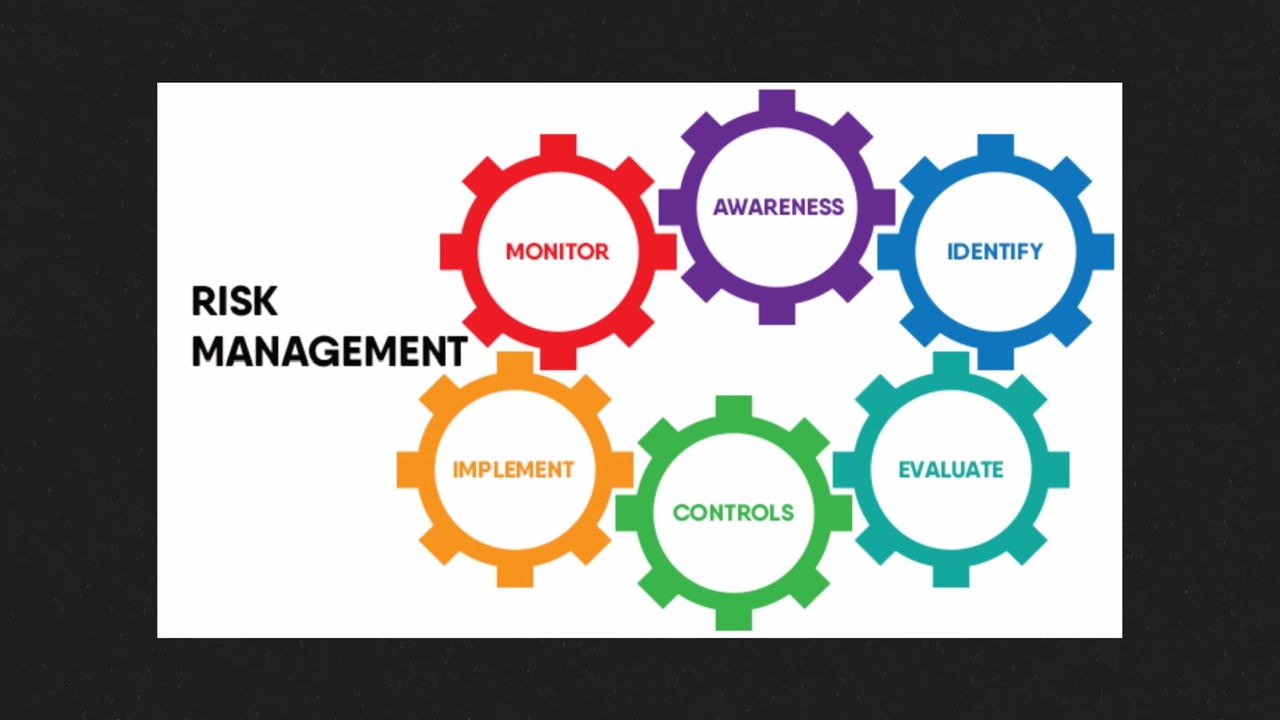 AWARENESS
MONITOR
IDENTIFY
RISK
MANAGEMENT
IMPLEMENT
EVALUATE
CONTROLS